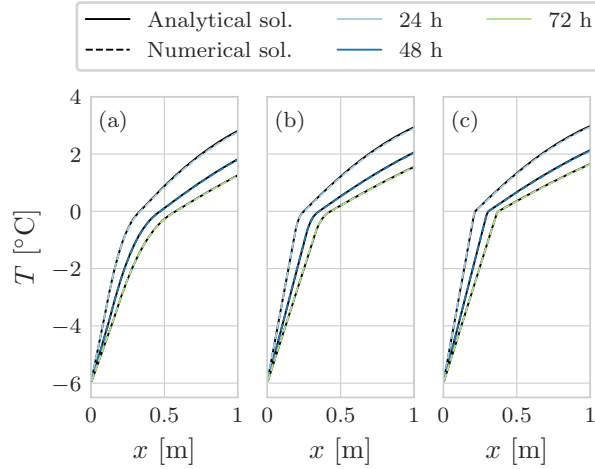 Analytical sol. 24 h 72 h
Numerical sol. 48 h
(a) (b) (c)
T [°C]
4
2
0
−2
−4
−6
0 0.5 1 0 0.5 1 0 0.5 1
x [m] x [m] x [m]